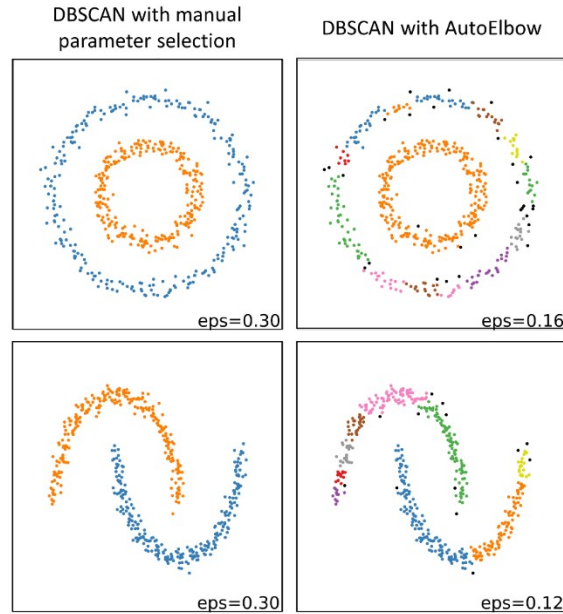 DBSCAN with manual
parameter selection
DBSCAN with AutoElbow
eps=0.30
eps=0.16
eps=0.30
eps=0.12